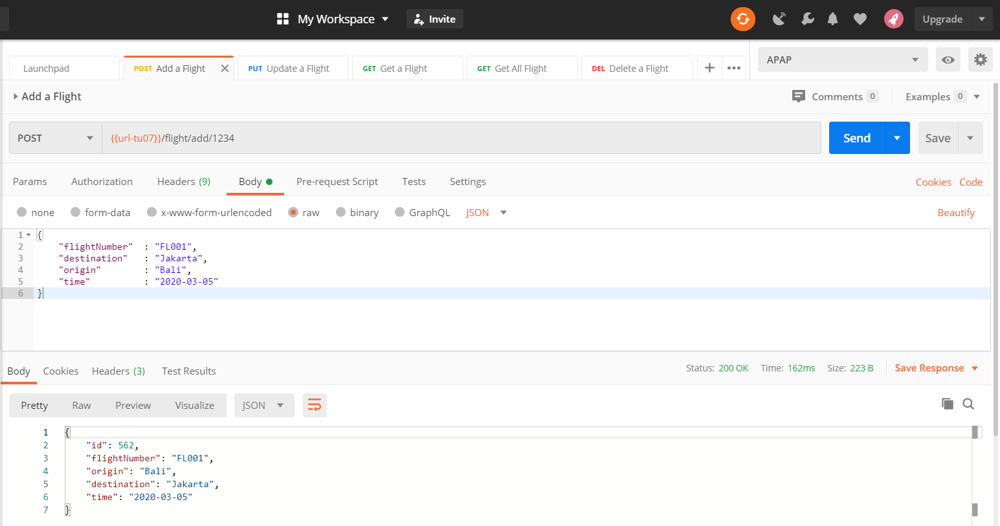 My Workspace Invite Upgrade
Launchpad POST Add a Flight PUT Update a Flight GET Get a Flight GET Get All Flight DEL Delete a Flight APAP
Add a Flight Comments 0 Examples 0
POST {{url-tu07}}/flight/add/1234 Send Save
Params Authorization Headers (9) Body Pre-request Script Tests Settings Cookies Code
none form-data x-www-form-urlencoded raw binary GraphQL JSON Beautify
1 {
2 "flightNumber" : "FL001",
3 "destination" : "Jakarta",
4 "origin" : "Bali",
5 "time" : "2020-03-05"
6 }
Body Cookies Headers (3) Test Results Status: 200 OK Time: 162ms Size: 223 B Save Response
Pretty Raw Preview Visualize JSON
1 {
2 "id": 562,
3 "flightNumber": "FL001",
4 "origin": "Bali",
5 "destination": "Jakarta",
6 "time": "2020-03-05"
7 }